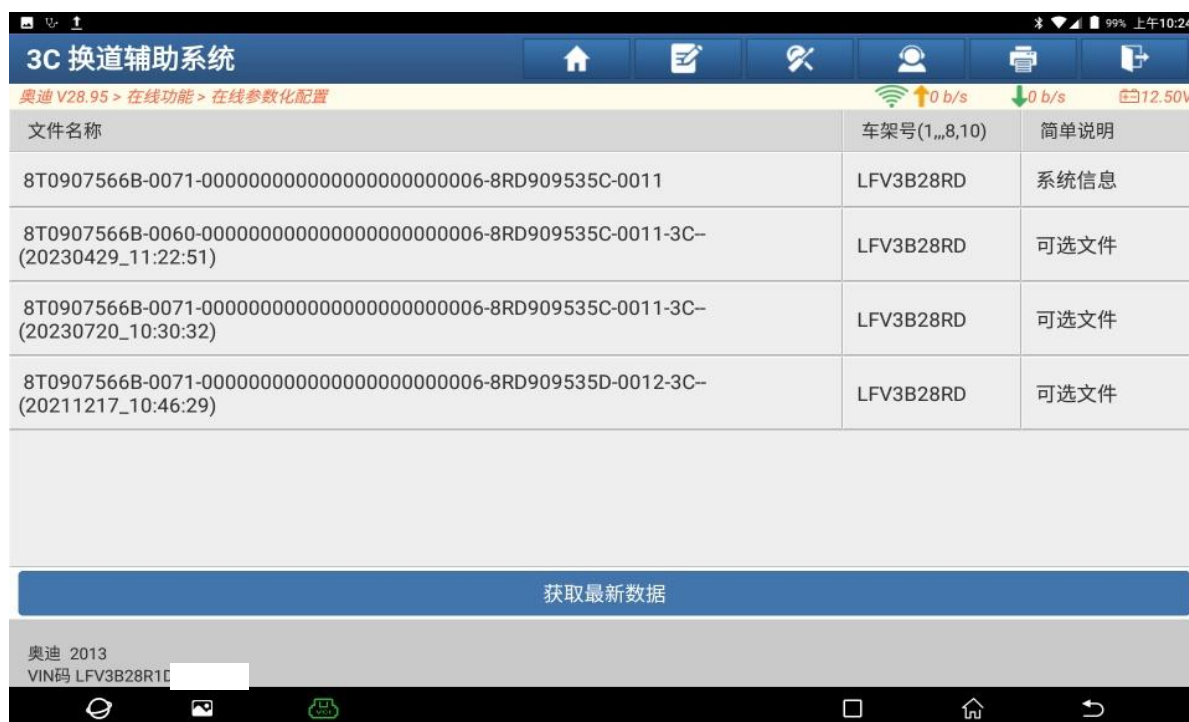 99% 上午10:24
3C 换道辅助系统
奥迪 V28.95 > 在线功能 > 在线参数化配置 0 b/s 0 b/s 12.50V
文件名称 车架号(1,,,8,10) 简单说明
8T0907566B-0071-000000000000000000000006-8RD909535C-0011 LFV3B28RD 系统信息
8T0907566B-0060-000000000000000000000006-8RD909535C-0011-3C--
(20230429_11:22:51) LFV3B28RD 可选文件
8T0907566B-0071-000000000000000000000006-8RD909535C-0011-3C--
(20230720_10:30:32) LFV3B28RD 可选文件
8T0907566B-0071-000000000000000000000006-8RD909535D-0012-3C--
(20211217_10:46:29) LFV3B28RD 可选文件
获取最新数据
奥迪 2013
VIN码 LFV3B28R1D
VCI